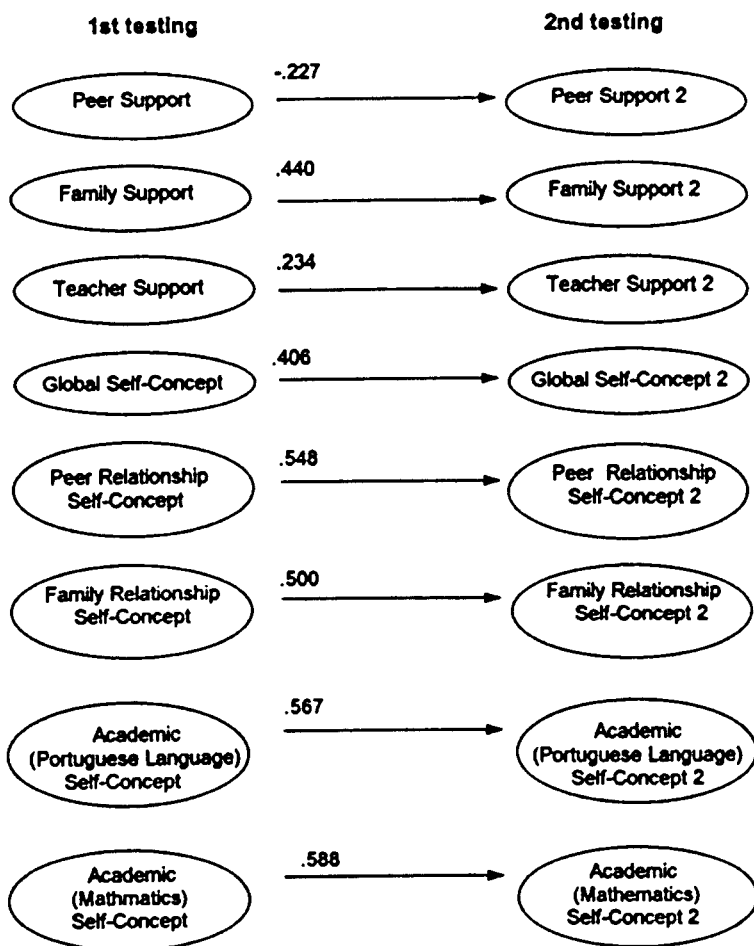 1st testing
2nd testing
Peer Support
-.227
Peer Support 2
Family Support
.440
Family Support 2
Teacher Support
.234
Teacher Support 2
Global Self-Concept
.406
Global Self-Concept 2
Peer Relationship
Self-Concept
.548
Peer Relationship
Self-Concept 2
Family Relationship
Self-Concept
.500
Family Relationship
Self-Concept 2
Academic
(Portuguese Language)
Self-Concept
.567
Academic
(Portuguese Language)
Self-Concept 2
Academic
(Mathmatics)
Self-Concept
.588
Academic
(Mathematics)
Self-Concept 2